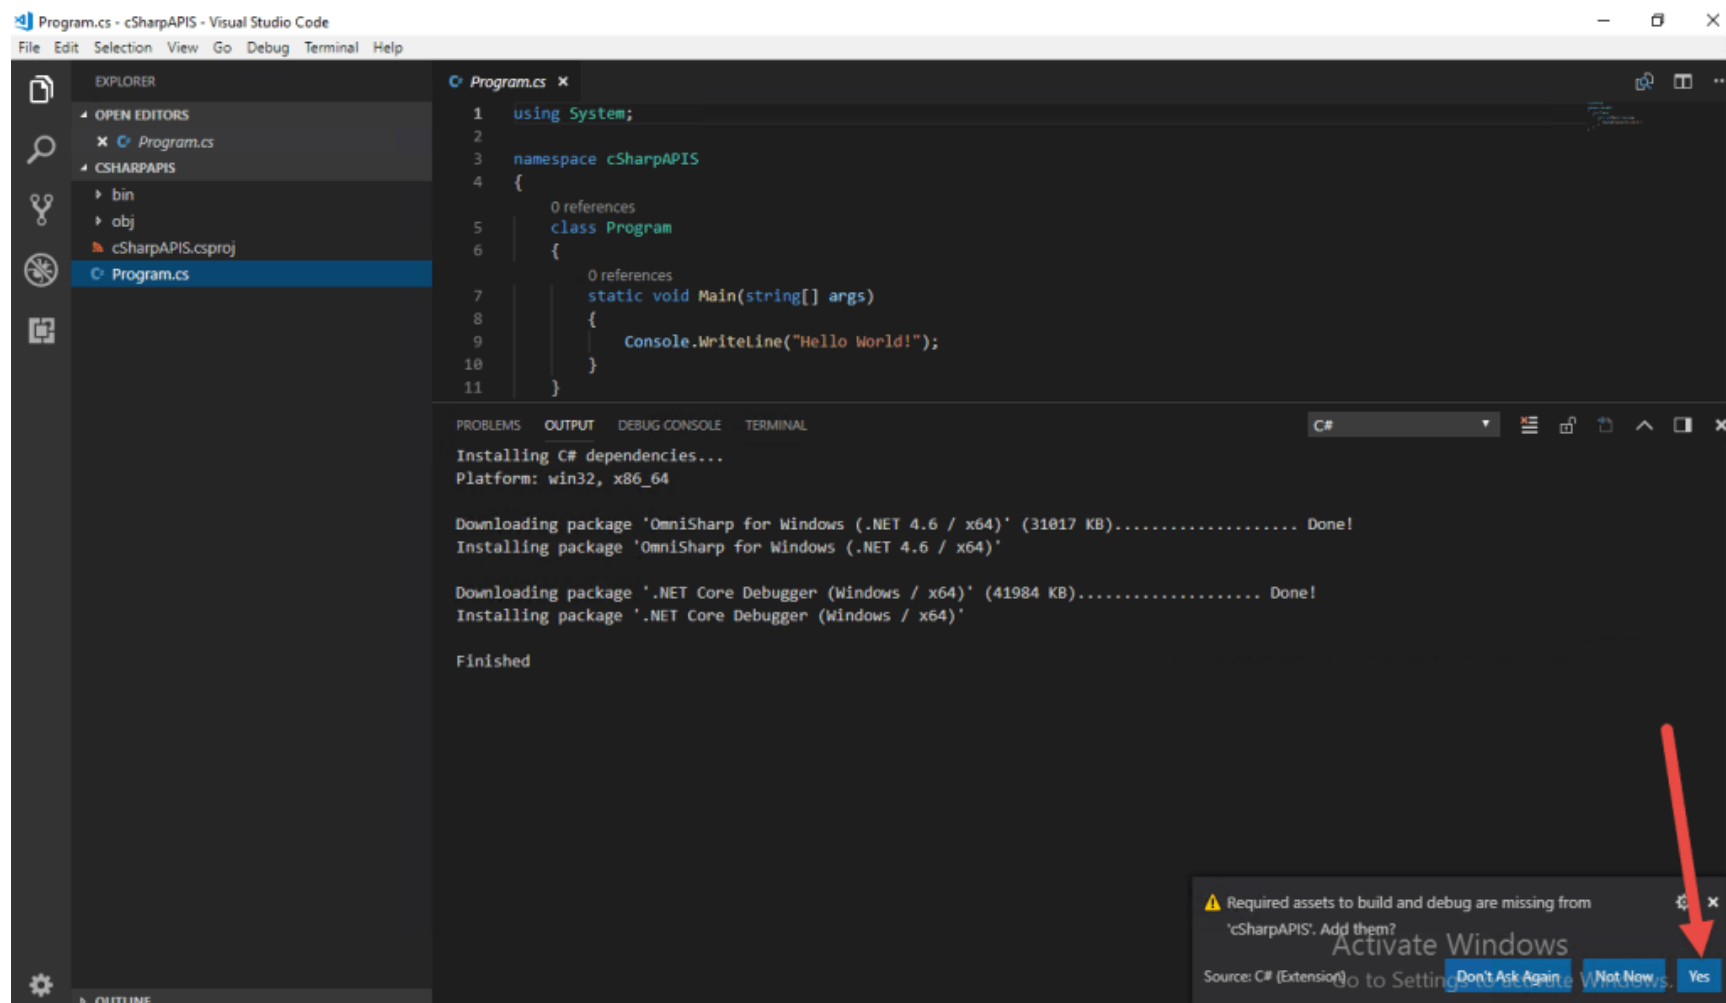 Program.cs - cSharpAPIS - Visual Studio Code
File Edit Selection View Go Debug Terminal Help
EXPLORER
OPEN EDITORS
Program.cs
CSHARPAPIS
bin
obj
cSharpAPIS.csproj
Program.cs
OUTLINE
Program.cs
1 using System;
2
3 namespace cSharpAPIS
4 {
0 references
5 class Program
6 {
0 references
7 static void Main(string[] args)
8 {
9 Console.WriteLine("Hello World!");
10 }
11 }
PROBLEMS OUTPUT DEBUG CONSOLE TERMINAL C#
Installing C# dependencies...
Platform: win32, x86_64
Downloading package 'OmniSharp for Windows (.NET 4.6 / x64)' (31017 KB).................... Done!
Installing package 'OmniSharp for Windows (.NET 4.6 / x64)'
Downloading package '.NET Core Debugger (Windows / x64)' (41984 KB).................... Done!
Installing package '.NET Core Debugger (Windows / x64)'
Finished
Required assets to build and debug are missing from
'cSharpAPIS'. Add them?
Activate Windows
Source: C# (Extension) Don't Ask Again Not Now Yes
Go to Settings to activate Windows.